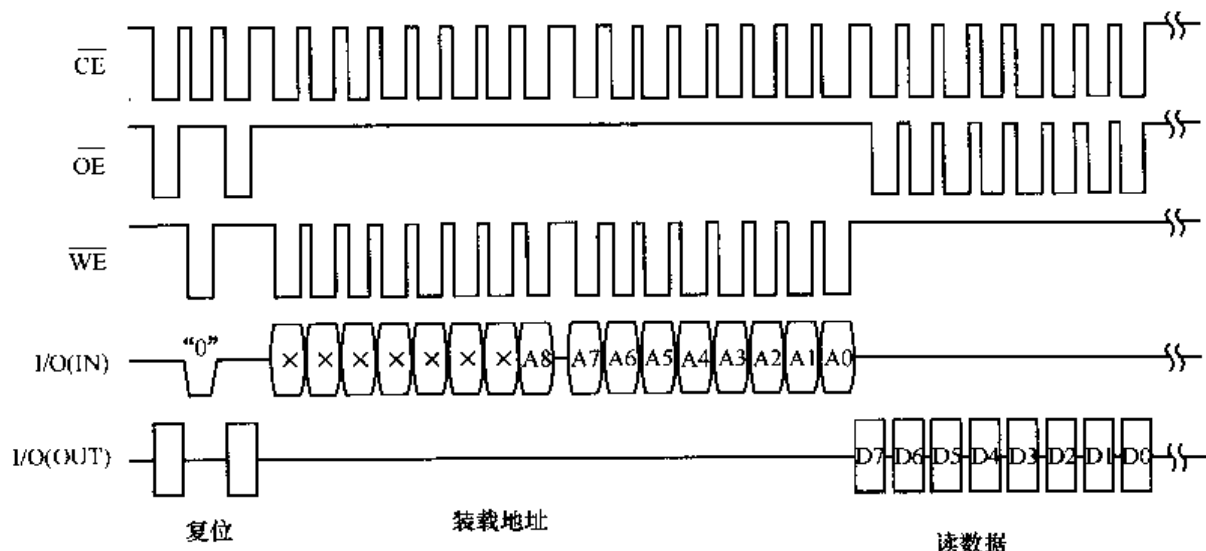 CE
OE
WE
I/O(IN) "0" × × × × × × × A8 A7 A6 A5 A4 A3 A2 A1 A0
I/O(OUT) D7 D6 D5 D4 D3 D2 D1 D0
复位 装载地址 读数据